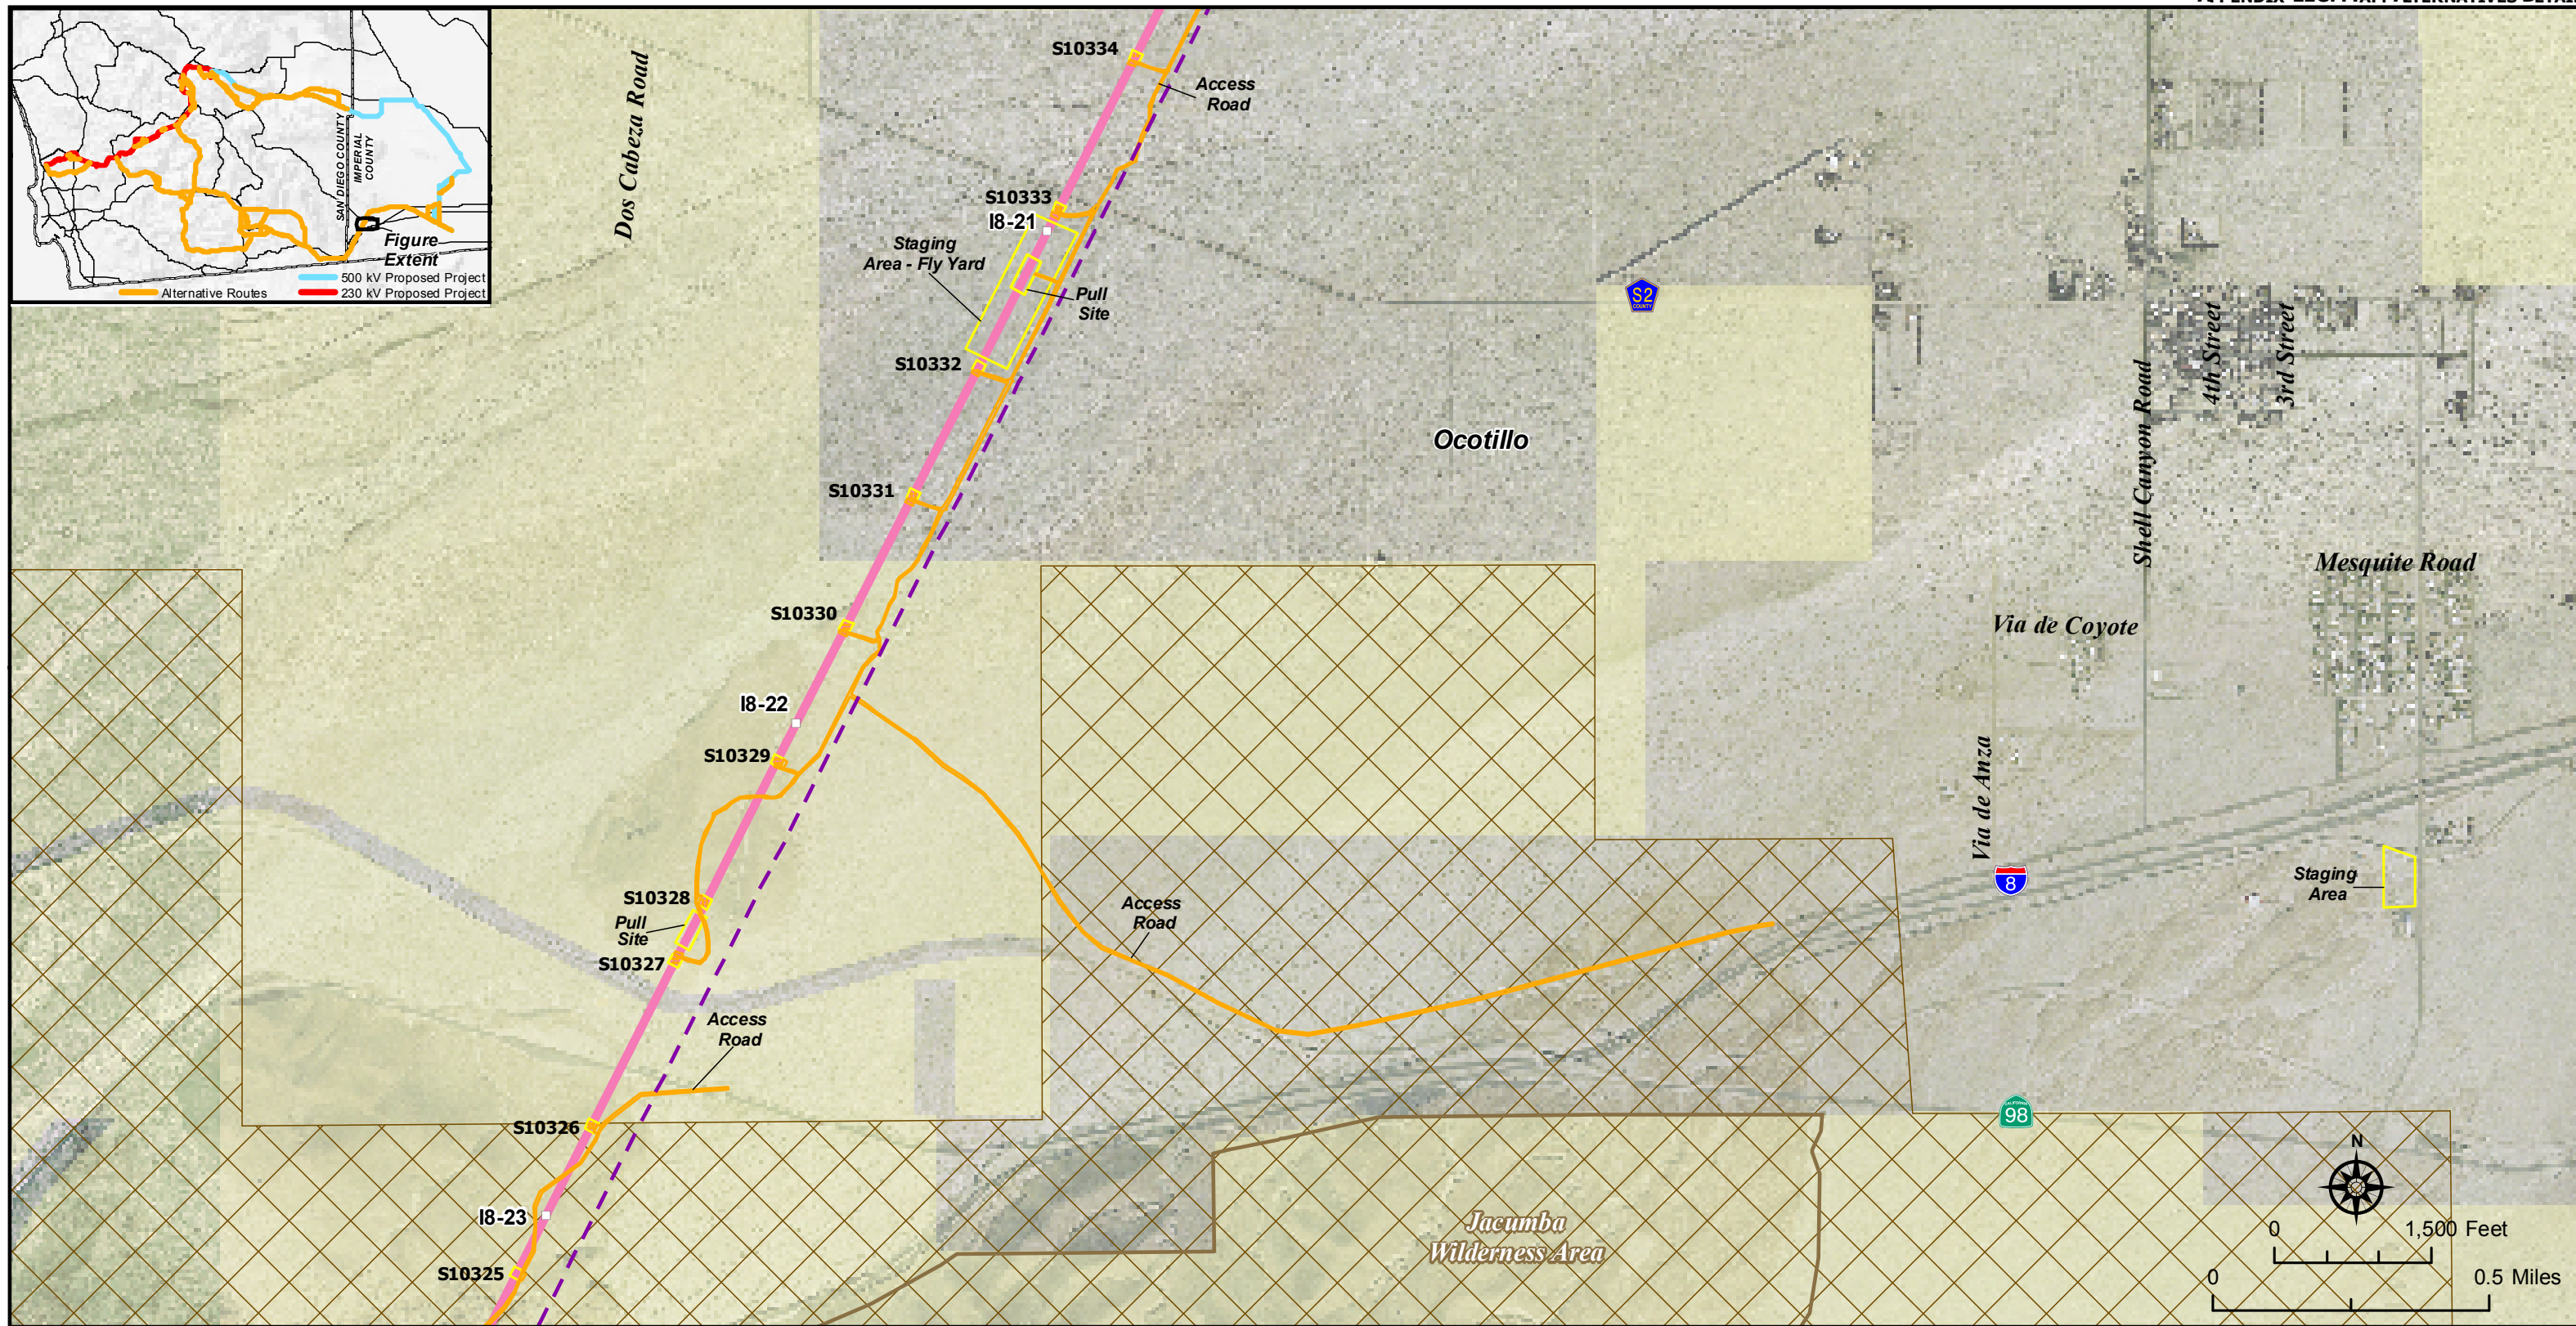 SAN DIEGO COUNTY
IMPERIAL
COUNTY
Figure
Extent
500 kV Proposed Project
Alternative Routes
230 kV Proposed Project
Dos Cabeza Road
S10334
Access
Road
S10333
I8-21
Staging
Area - Fly Yard
Pull
Site
S2
COUNTY
S10332
4th Street
3rd Street
Shell Canyon Road
Ocotillo
S10331
Mesquite Road
S10330
Via de Coyote
I8-22
S10329
Via de Anza
8
Staging
Area
S10328
Pull
Site
S10327
Access
Road
Access
Road
S10326
CALIFORNIA
98
N
I8-23
Jacumba
Wilderness Area
0
1,500 Feet
S10325
0
0.5 Miles